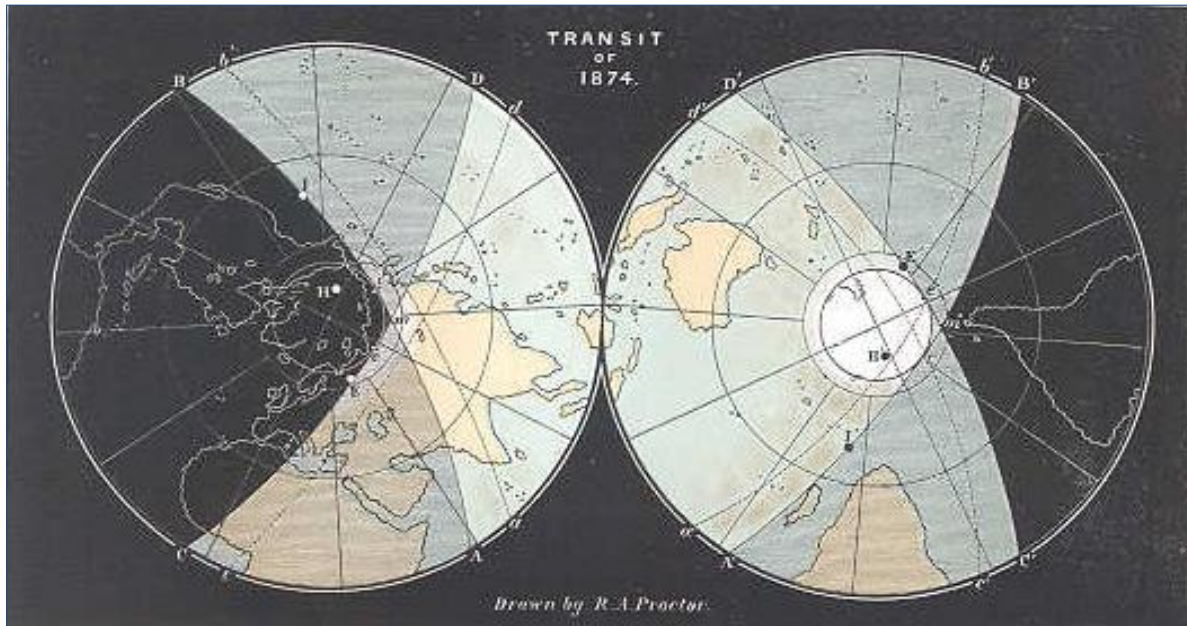 TRANSIT
OF
1874.
B
b'
D
d
D'
b'
B'
H
m
H
I'
C
c
A
a
A
a'
C'
c'
Drawn by R.A.Proctor.